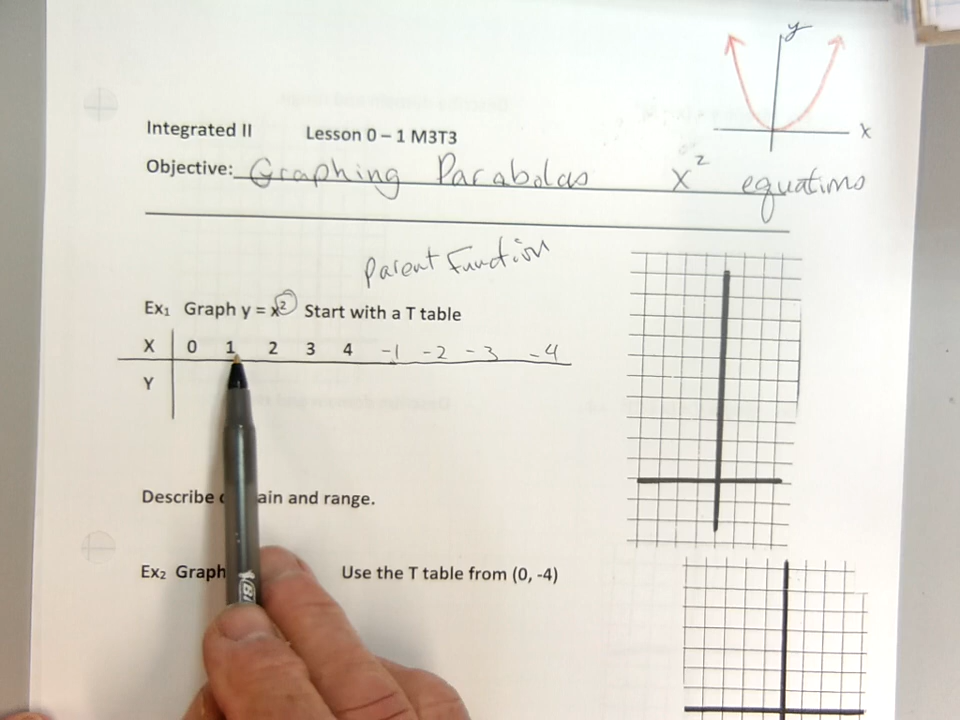 y
x
Integrated II Lesson 0 – 1 M3T3
Objective: Graphing Parabolas x² equations
Parent Function
Ex₁ Graph y = x² Start with a T table
X 0 1 2 3 4 -1 -2 -3 -4
Y
Describe ain and range.
Ex₂ Graph Use the T table from (0, -4)